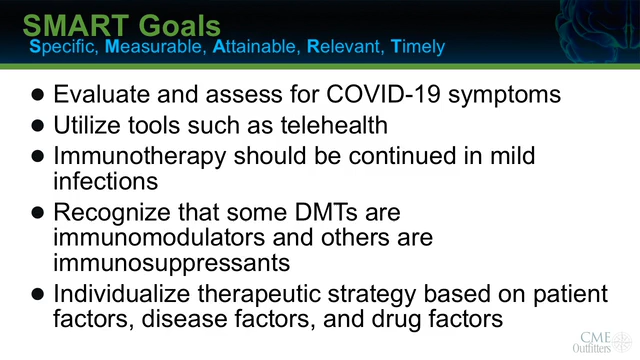 SMART Goals
Specific, Measurable, Attainable, Relevant, Timely
● Evaluate and assess for COVID-19 symptoms
● Utilize tools such as telehealth
● Immunotherapy should be continued in mild
infections
● Recognize that some DMTs are
immunomodulators and others are
immunosuppressants
● Individualize therapeutic strategy based on patient
factors, disease factors, and drug factors
CME
Outfitters